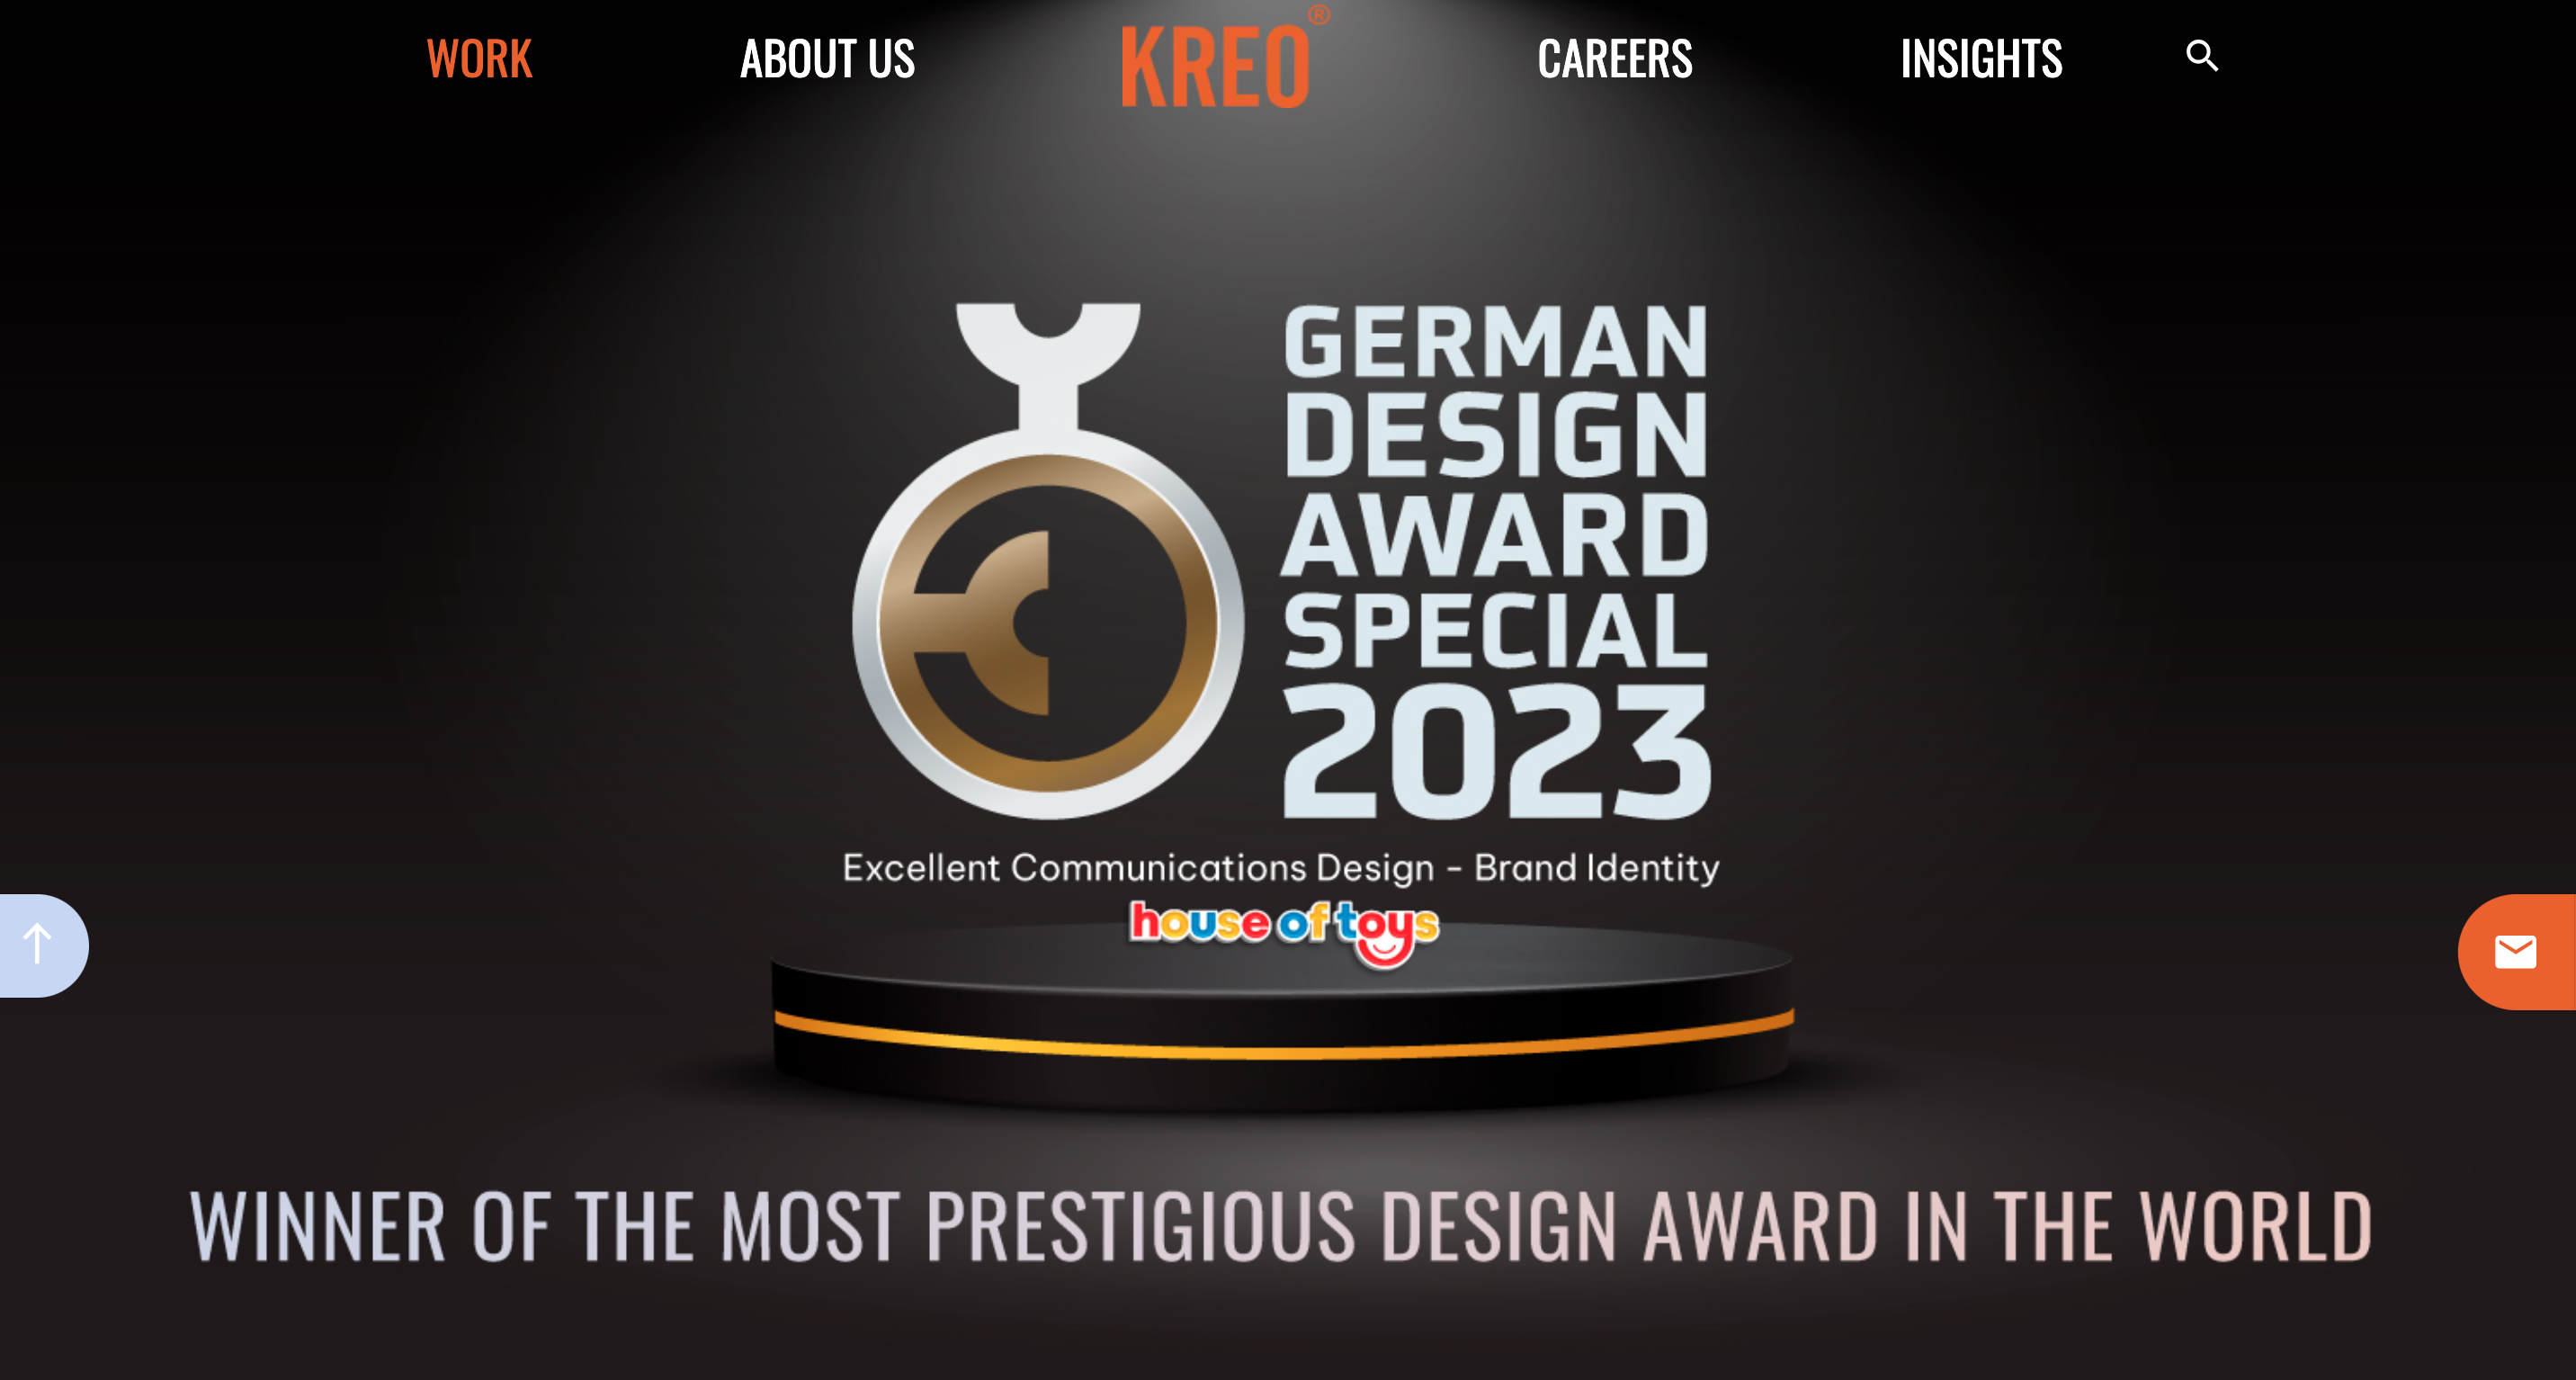 WORK
ABOUT US
KREO®
CAREERS
INSIGHTS
GERMAN
DESIGN
AWARD
SPECIAL
2023
Excellent Communications Design - Brand Identity
house of toys
WINNER OF THE MOST PRESTIGIOUS DESIGN AWARD IN THE WORLD